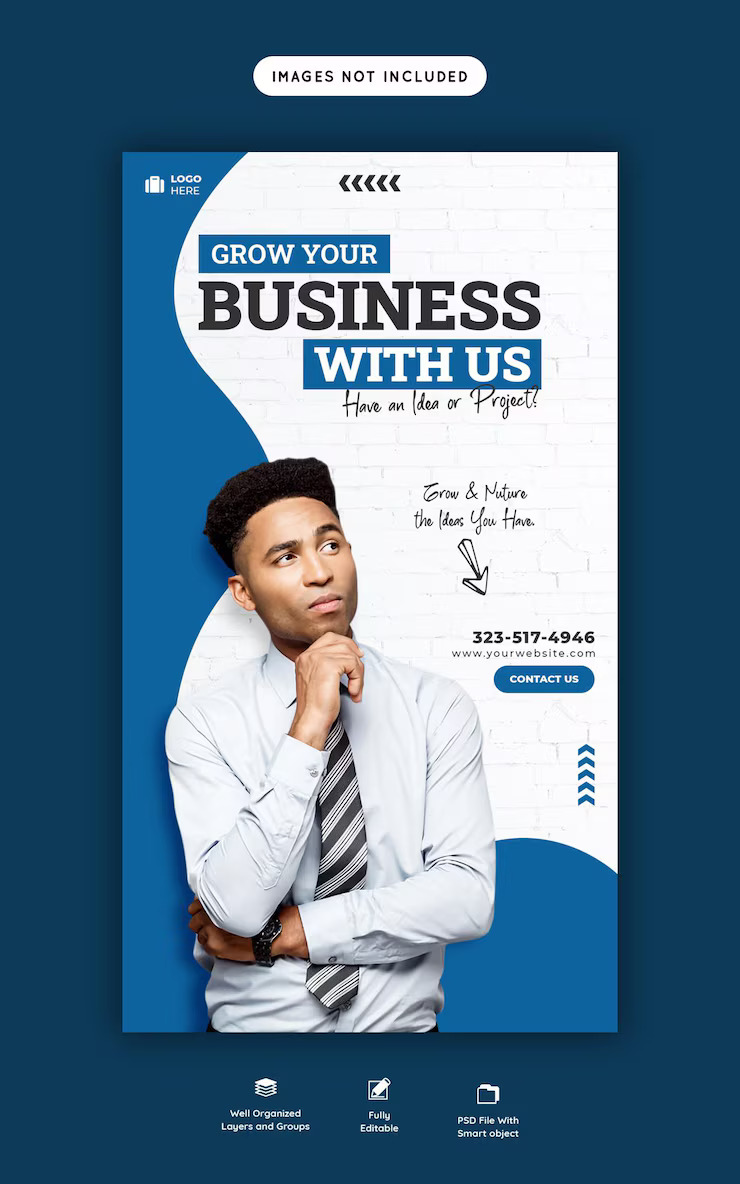 IMAGES NOT INCLUDED
LOGO
HERE
GROW YOUR
BUSINESS
WITH US
Have an Idea or Project?
Grow & Nuture
the Ideas You Have.
323-517-4946
www.yourwebsite.com
CONTACT US
Well Organized
Layers and Groups
Fully
Editable
PSD File With
Smart object